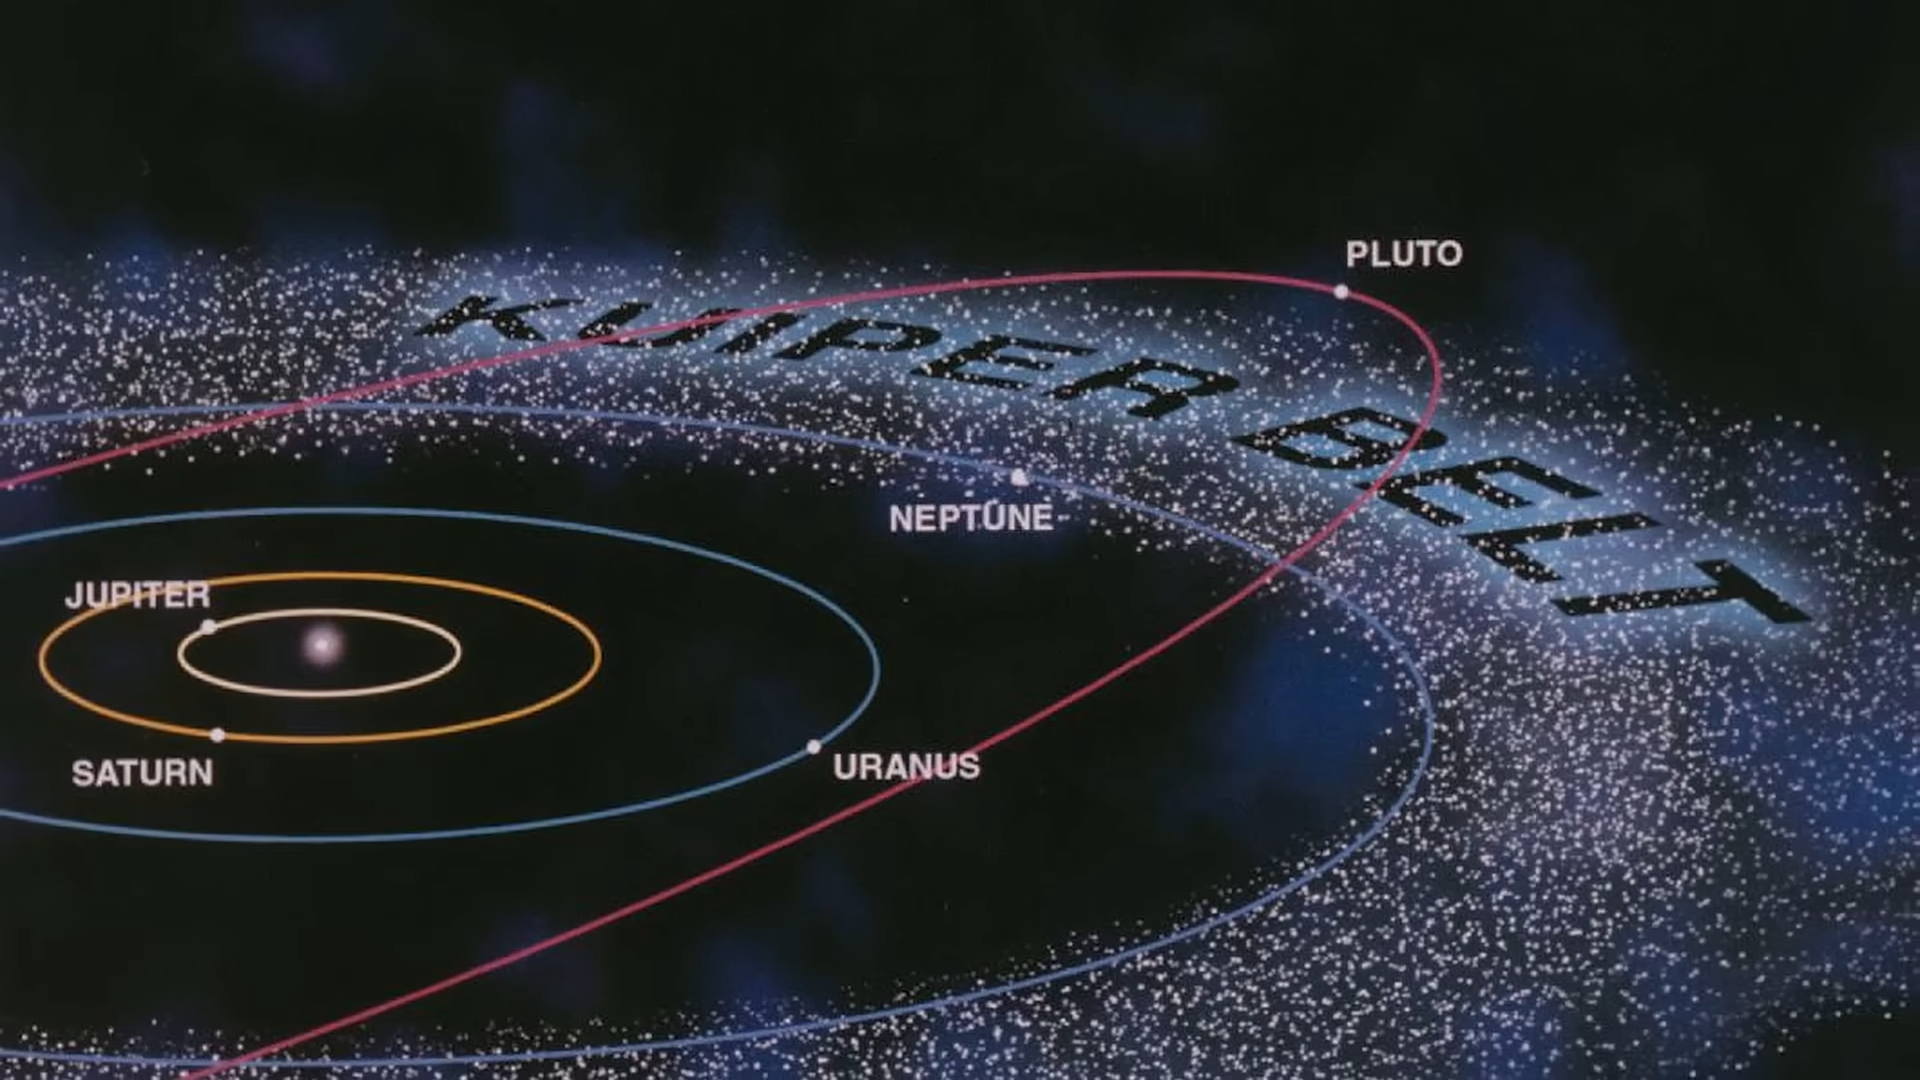 PLUTO
KUIPER BELT
NEPTUNE
JUPITER
SATURN
URANUS